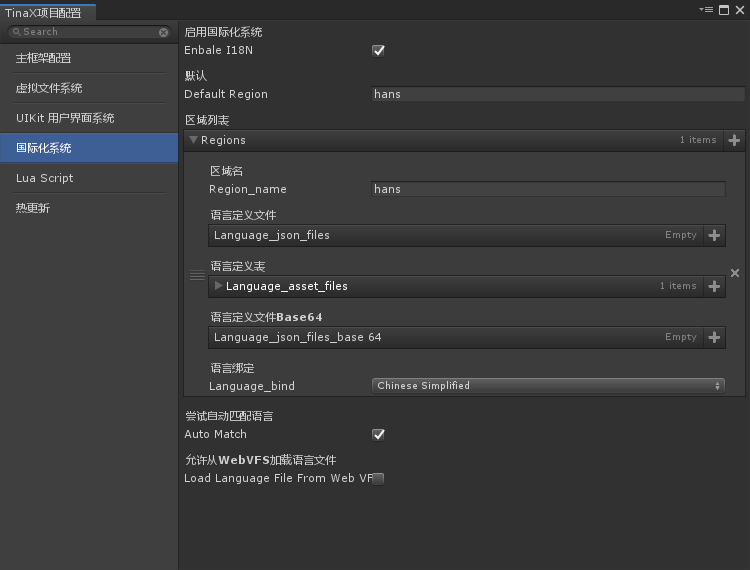 TinaX项目配置
Search
主框架配置
虚拟文件系统
UIKit 用户界面系统
国际化系统
Lua Script
热更新
启用国际化系统
Enbale I18N
默认
Default Region hans
区域列表
Regions 1 items
区域名
Region_name hans
语言定义文件
Language_json_files Empty
语言定义表
Language_asset_files 1 items
语言定义文件Base64
Language_json_files_base 64 Empty
语言绑定
Language_bind Chinese Simplified
尝试自动匹配语言
Auto Match
允许从WebVFS加载语言文件
Load Language File From Web VF